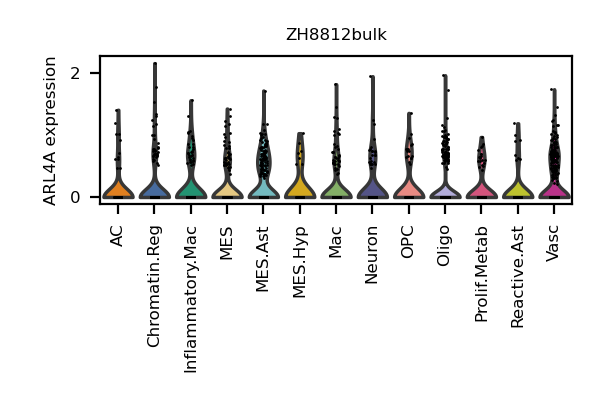 ZH8812bulk
ARL4A expression
2
0
AC
Chromatin.Reg
Inflammatory.Mac
MES
MES.Ast
MES.Hyp
Mac
Neuron
OPC
Oligo
Prolif.Metab
Reactive.Ast
Vasc